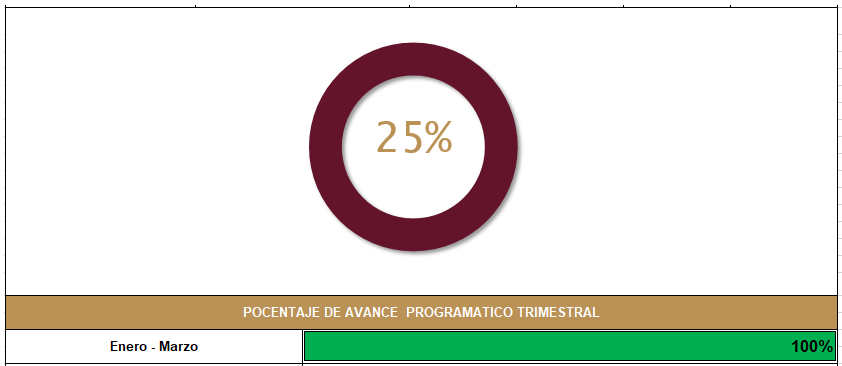 25%
POCENTAJE DE AVANCE PROGRAMATICO TRIMESTRAL
Enero - Marzo 100%